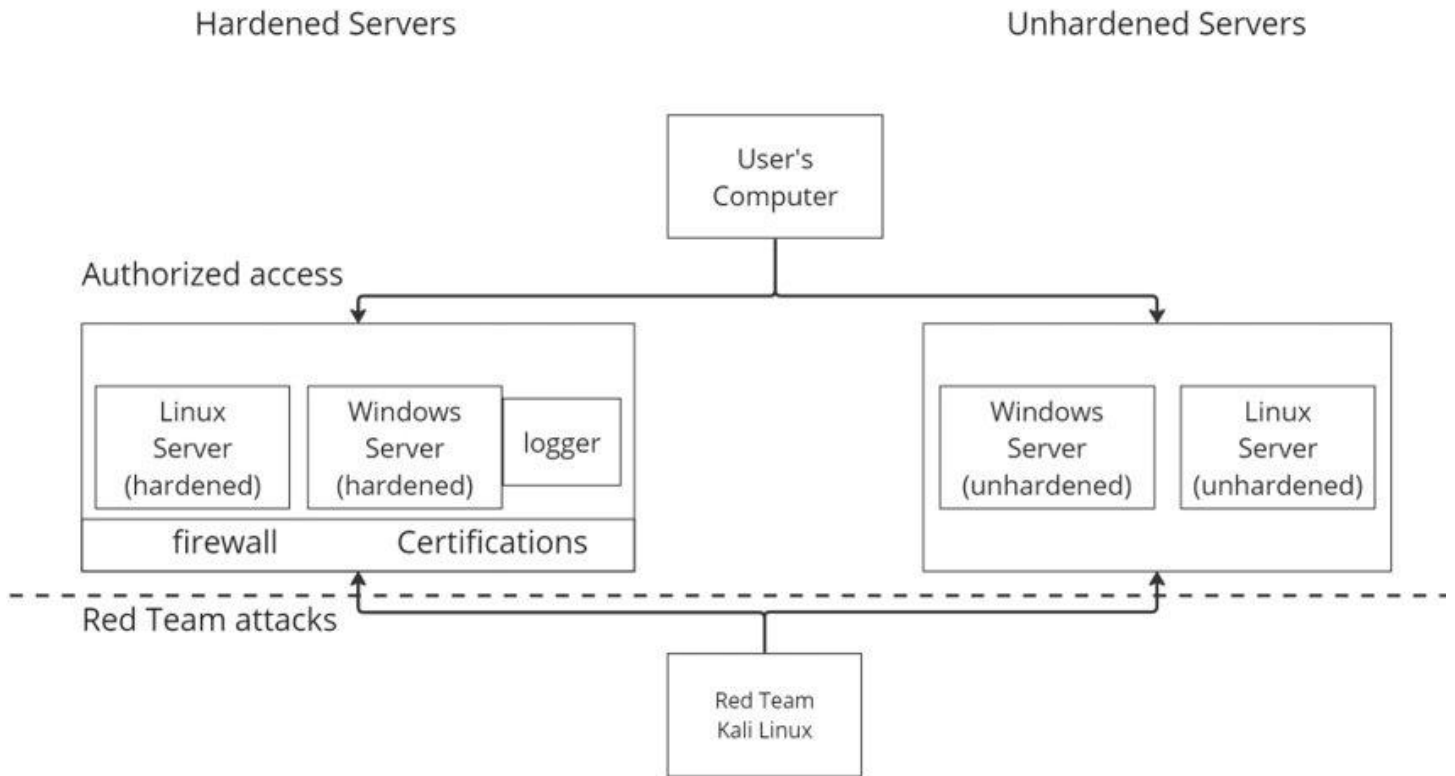 Hardened Servers
Unhardened Servers
User's
Computer
Authorized access
Linux
Server
(hardened)
Windows
Server
(hardened)
logger
Windows
Server
(unhardened)
Linux
Server
(unhardened)
firewall
Certifications
Red Team attacks
Red Team
Kali Linux